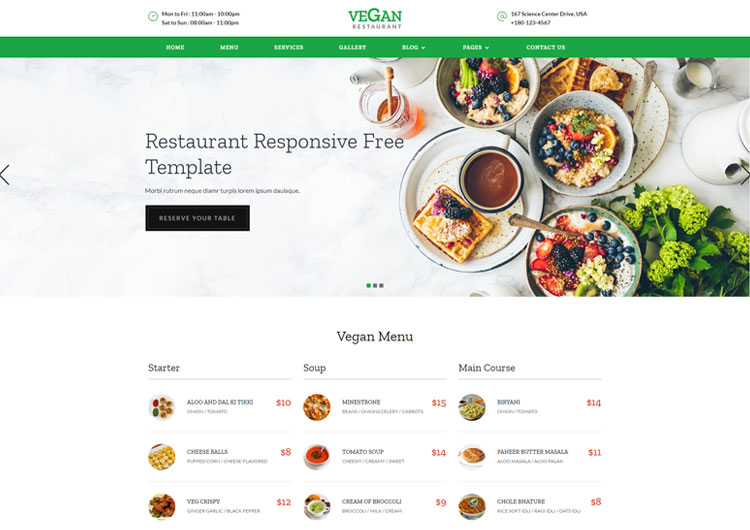 Mon to Fri : 11:00am - 10:00pm
Sat to Sun : 08:00am - 11:00pm
VEGAN
RESTAURANT
167 Science Center Drive, USA
+180-123-4567
HOME MENU SERVICES GALLERY BLOG PAGES CONTACT US
Restaurant Responsive Free
Template
Morbi rutrum neque diamr turpis lorem ipsum dauisque.
RESERVE YOUR TABLE
Vegan Menu
Starter
ALOO AND DAL KI TIKKI $10
ONION / TOMATO
CHEESE BALLS $8
PUFFED CORN / CHEESE-FLAVORED
VEG CRISPY $12
GINGER GARLIC / BLACK PEPPER
Soup
MINESTRONE $15
BEANS / ONIONS CELERY / CARROTS
TOMATO SOUP $14
CHEESY / CREAMY / SWEET
CREAM OF BROCCOLI $9
BROCCOLI / MILK / CREAM
Main Course
BIRYANI $14
ONION / TOMATO
PANEER BUTTER MASALA $11
ALOO MASALA / ALOO PALAK
CHOLE BHATURE $8
RICE SOFT IDLI / RAGI IDLI / OATS IDLI